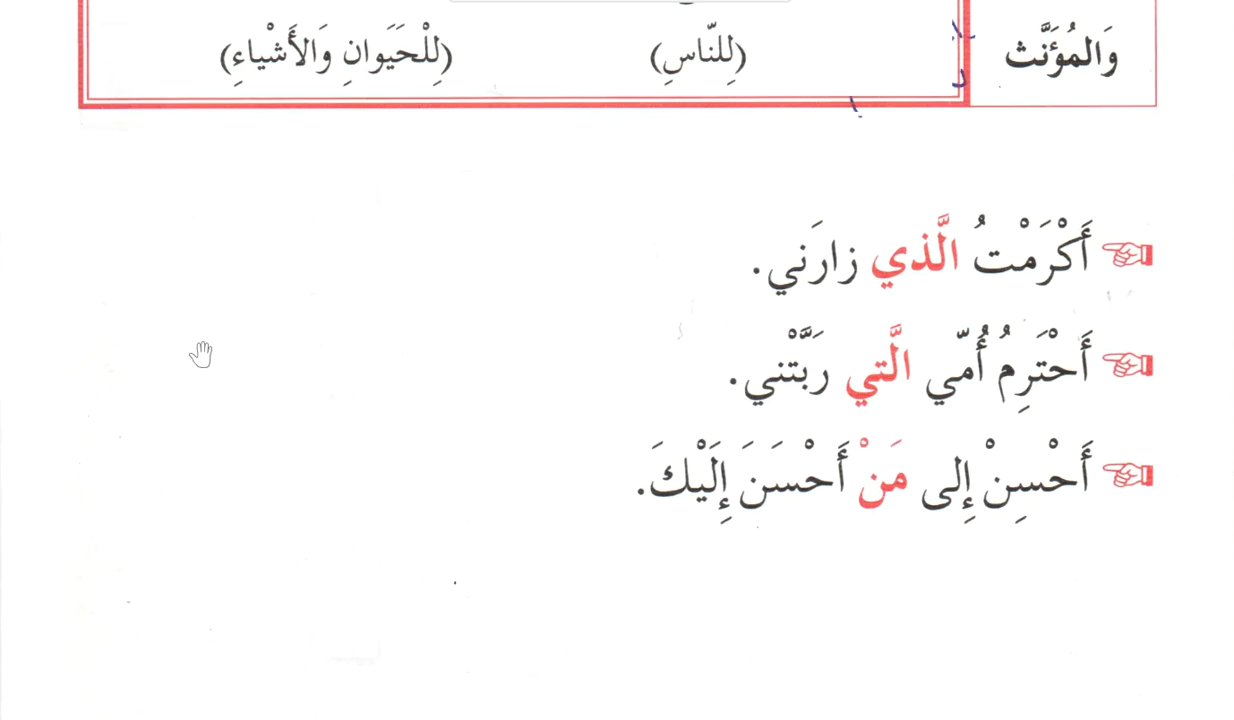 وَالمُؤَنَّث (لِلنّاسِ) (لِلْحَيَوانِ وَالأَشْياءِ)
أَكْرَمْتُ الَّذي زارَني.
أَحْتَرِمُ أُمّي الَّتي رَبَّتْني.
أَحْسِنْ إِلى مَنْ أَحْسَنَ إِلَيْكَ.